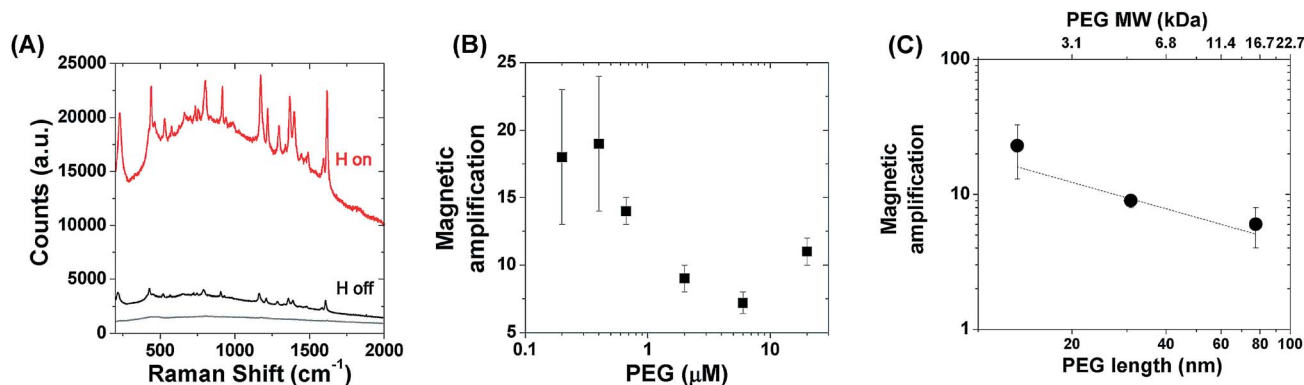 (A)
25000
20000
15000
10000
5000
0
Counts (a.u.)
H on
H off
500 1000 1500 2000
Raman Shift (cm⁻¹)
(B)
25
20
15
10
5
Magnetic
amplification
0.1 1 10
PEG (μM)
(C)
PEG MW (kDa)
3.1 6.8 11.4 16.7 22.7
100
10
1
Magnetic
amplification
20 40 60 80 100
PEG length (nm)